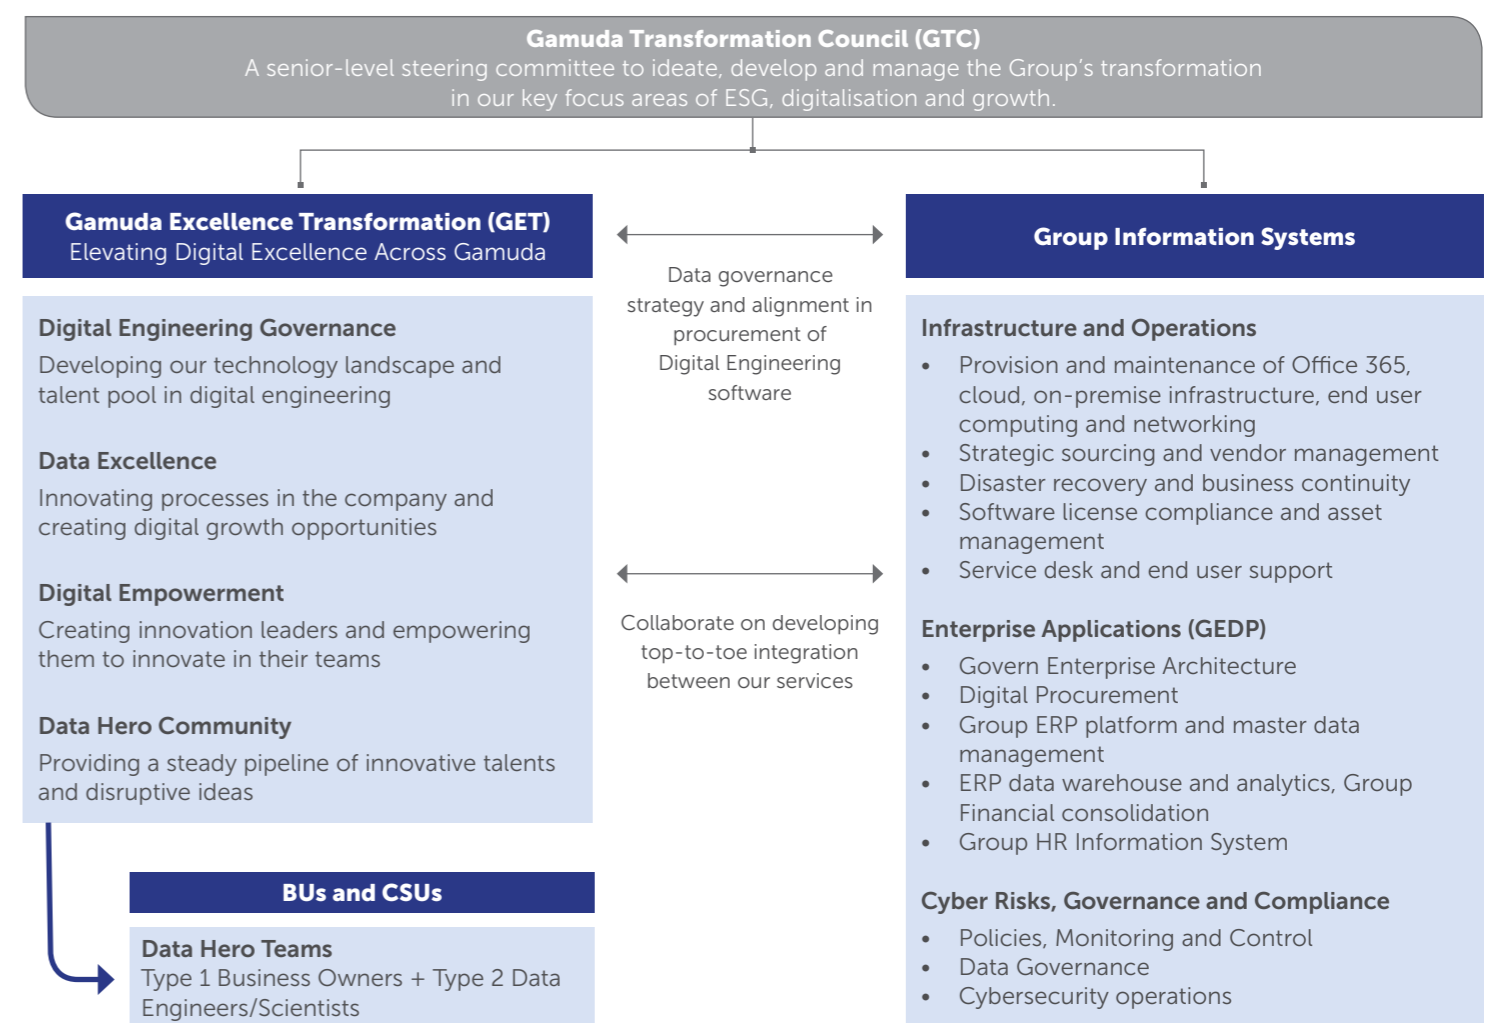 Gamuda Transformation Council (GTC)
A senior-level steering committee to ideate, develop and manage the Group's transformation
in our key focus areas of ESG, digitalisation and growth.
Gamuda Excellence Transformation (GET)
Elevating Digital Excellence Across Gamuda
Digital Engineering Governance
Developing our technology landscape and
talent pool in digital engineering
Data Excellence
Innovating processes in the company and
creating digital growth opportunities
Digital Empowerment
Creating innovation leaders and empowering
them to innovate in their teams
Data Hero Community
Providing a steady pipeline of innovative talents
and disruptive ideas
BUs and CSUs
Data Hero Teams
Type 1 Business Owners + Type 2 Data
Engineers/Scientists
Data governance
strategy and alignment in
procurement of
Digital Engineering
software
Collaborate on developing
top-to-toe integration
between our services
Group Information Systems
Infrastructure and Operations
• Provision and maintenance of Office 365,
cloud, on-premise infrastructure, end user
computing and networking
• Strategic sourcing and vendor management
• Disaster recovery and business continuity
• Software license compliance and asset
management
• Service desk and end user support
Enterprise Applications (GEDP)
• Govern Enterprise Architecture
• Digital Procurement
• Group ERP platform and master data
management
• ERP data warehouse and analytics, Group
Financial consolidation
• Group HR Information System
Cyber Risks, Governance and Compliance
• Policies, Monitoring and Control
• Data Governance
• Cybersecurity operations